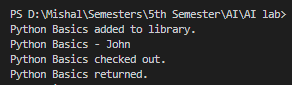 PS D:\Mishal\Semesters\5th Semester\AI\AI lab>
Python Basics added to library.
Python Basics - John
Python Basics checked out.
Python Basics returned.